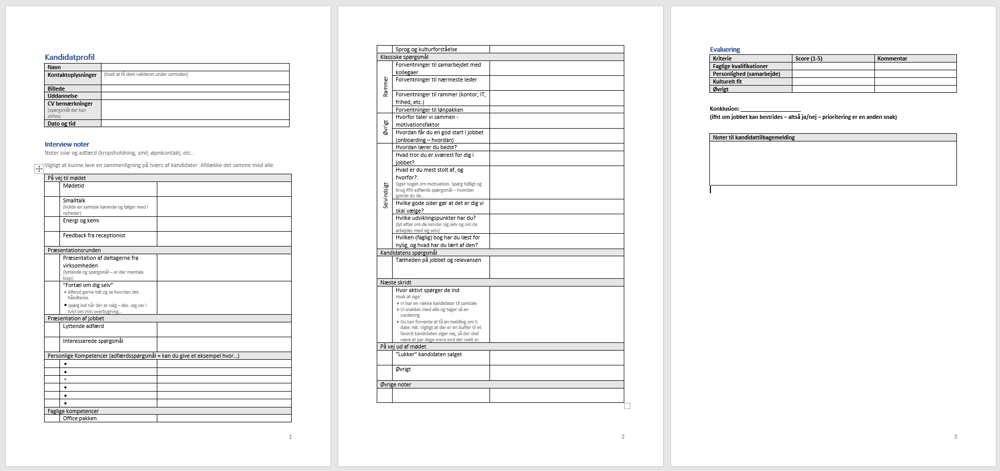 Kandidatprofil
Navn
Kontaktoplysninger
(husk at få dem valideret under samtalen)
Billede
Uddannelse
CV bemærkninger
(spørgsmål der kan
stilles)
Dato og tid
Interview noter
Noter svar og adfærd (kropsholdning, smil, øjenkontakt, etc..
Vigtigt at kunne lave en sammenligning på tværs af kandidater. Afdække det samme med alle.
På vej til mødet
Mødetid
Smalltalk
(holde en samtale kørende og følger med i
nyheder)
Energi og kemi
Feedback fra receptionist
Præsentationsrunden
Præsentation af deltagerne fra
virksomheden
(lyttende og spørgsmål – er der mentale
klap)
”Fortæl om dig selv”
• Afbryd gerne lidt og se hvordan det
håndteres.
• Spørg ind når der er valg – eks. Jeg var i
tvivl om min overbygning...
Præsentation af jobbet
Lyttende adfærd
Interesserede spørgsmål
Personlige Kompetencer (adfærdsspørgsmål = kan du give et eksempel hvor...)
•
•
•
•
•
•
Faglige kompetencer
Office pakken
1
Sprog og kulturforståelse
Klassiske spørgsmål
Rammer
Forventninger til samarbejdet med
kollegaer
Forventninger til nærmeste leder
Forventninger til rammer (kontor, IT,
frihed, etc.)
Forventninger til lønpakken
Øvrigt
Hvorfor taler vi sammen -
motivationsfaktor
Hvordan får du en god start i jobbet
(onboarding – hvordan)
Selvindsigt
Hvordan lærer du bedst?
Hvad tror du er sværest for dig i
jobbet?
Hvad er du mest stolt af, og
hvorfor?.
Siger noget om motivation. Spørg tidligt og
brug ifht adfærds spørgsmål – hvordan
gjorde du da...
Hvilke gode sider gør at det er dig vi
skal vælge?
Hvilke udviklingspunkter har du?
(lyt efter om de kender sig selv og om de
arbejder med sig selv)
Hvilken (faglig) bog har du læst for
nylig, og hvad har du lært af den?
Kandidatens spørgsmål
Tætheden på jobbet og relevansen
Næste skridt
Hvor aktivt spørger de ind
Husk at sige:
• Vi har en række kandidater til samtale
• Vi snakker med alle og tager så en
vurdering
• Du kan forvente at få en melding om X
date. NB. Vigtigt at der er en buffer til et
favorit kandidaten siger nej, så der skal
være et par dage mere end der reelt er.
På vej ud af mødet
”Lukker” kandidaten salget
Øvrigt
Øvrige noter
2
Evaluering
Kriterie Score (1-5) Kommentar
Faglige kvalifikationer
Personlighed (samarbejde)
Kulturelt fit
Øvrigt
Konklusion: ____________________
(ifht om jobbet kan bestrides – altså ja/nej – prioritering er en anden snak)
Noter til kandidattilbagemelding
3